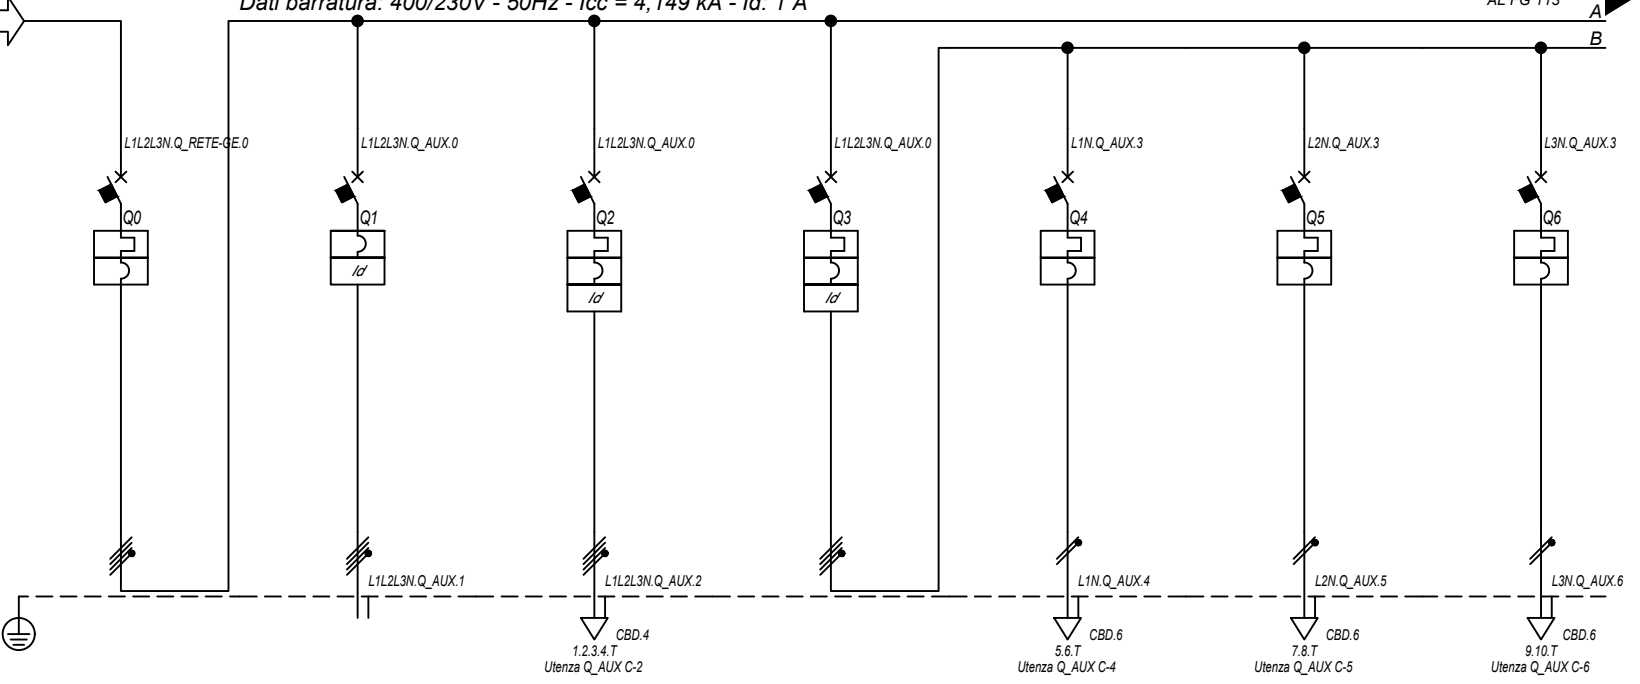 Dati barratura: 400/230V - 50Hz - Icc = 4,149 kA - Id: 1 A
A
B
L1L2L3N.Q_RETE-GE.0
L1L2L3N.Q_AUX.0
L1L2L3N.Q_AUX.0
L1L2L3N.Q_AUX.0
L1N.Q_AUX.3
L2N.Q_AUX.3
L3N.Q_AUX.3
Q0
Q1
Q2
Q3
Q4
Q5
Q6
Id
Id
Id
L1L2L3N.Q_AUX.1
L1L2L3N.Q_AUX.2
L1N.Q_AUX.4
L2N.Q_AUX.5
L3N.Q_AUX.6
CBD.4
1.2.3.4.T
Utenza Q_AUX C-2
CBD.6
5.6.T
Utenza Q_AUX C-4
CBD.6
7.8.T
Utenza Q_AUX C-5
CBD.6
9.10.T
Utenza Q_AUX C-6